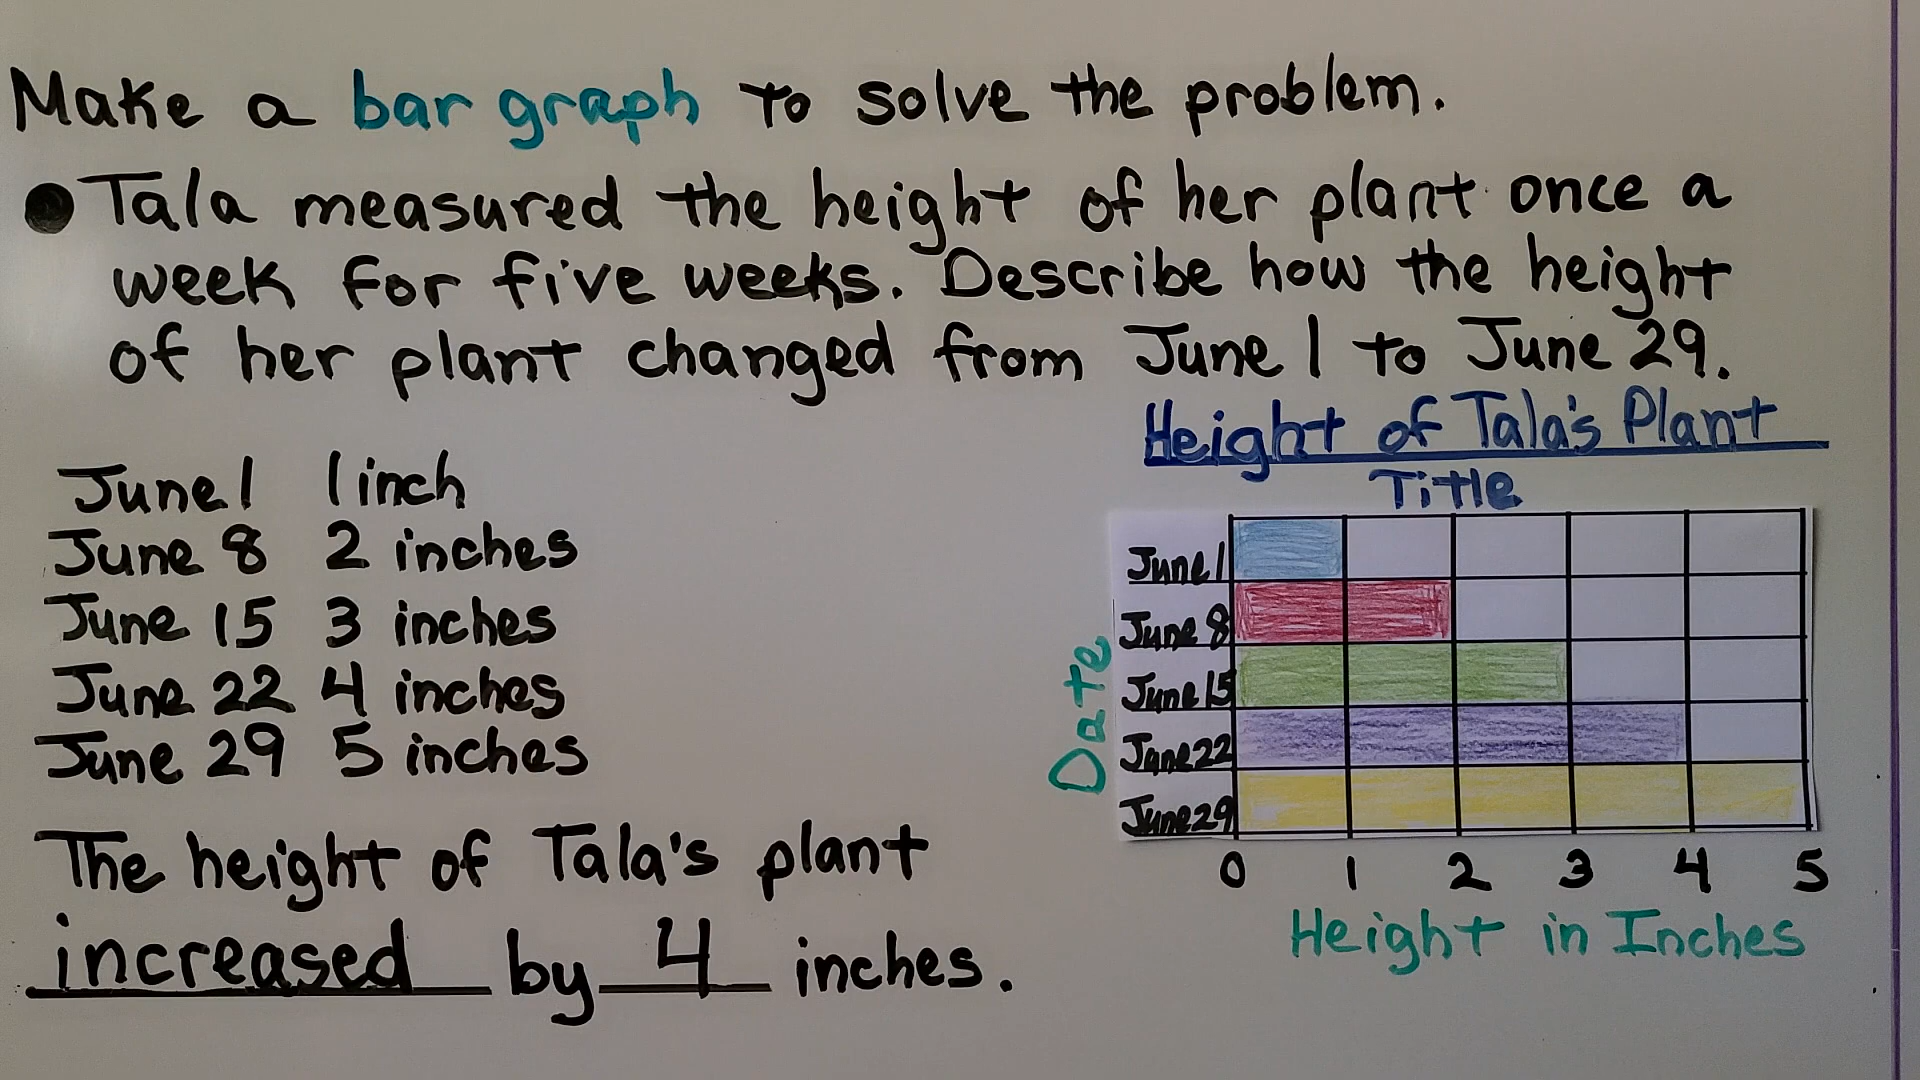 Make a bar graph to solve the problem.
Tala measured the height of her plant once a
week for five weeks. Describe how the height
of her plant changed from June 1 to June 29.
June 1 1 inch
June 8 2 inches
June 15 3 inches
June 22 4 inches
June 29 5 inches
The height of Tala's plant
increased by 4 inches.
Height of Tala's Plant
Title
Date
June 1
June 8
June 15
June 22
June 29
0 1 2 3 4 5
Height in Inches